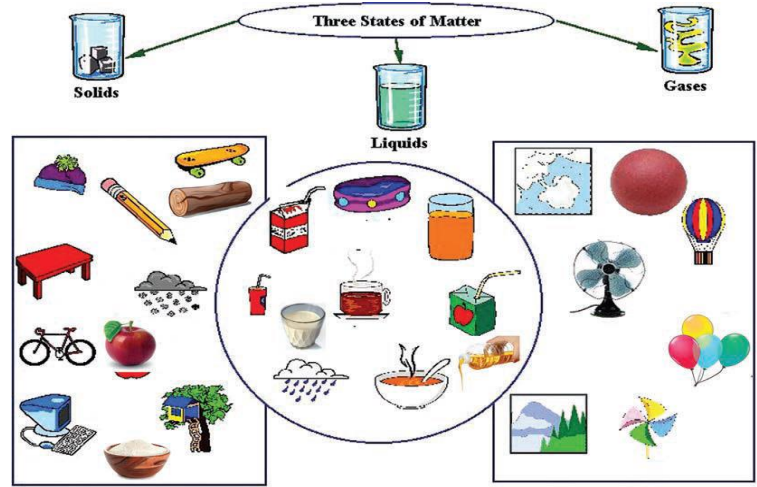 Three States of Matter
Solids
Liquids
Gases